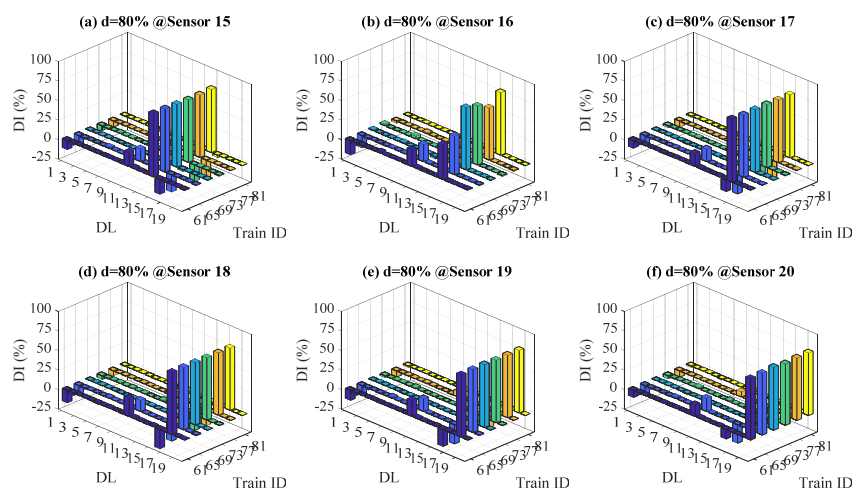 (a) d=80% @Sensor 15
(b) d=80% @Sensor 16
(c) d=80% @Sensor 17
DI (%)
100
75
50
25
0
-25
1 3 5 7 9 11 13 15 17 19
DL
61 65 69 73 77 81
Train ID
DI (%)
100
75
50
25
0
-25
1 3 5 7 9 11 13 15 17 19
DL
61 65 69 73 77 81
Train ID
DI (%)
100
75
50
25
0
-25
1 3 5 7 9 11 13 15 17 19
DL
61 65 69 73 77 81
Train ID
(d) d=80% @Sensor 18
(e) d=80% @Sensor 19
(f) d=80% @Sensor 20
DI (%)
100
75
50
25
0
-25
1 3 5 7 9 11 13 15 17 19
DL
61 65 69 73 77 81
Train ID
DI (%)
100
75
50
25
0
-25
1 3 5 7 9 11 13 15 17 19
DL
61 65 69 73 77 81
Train ID
DI (%)
100
75
50
25
0
-25
1 3 5 7 9 11 13 15 17 19
DL
61 65 69 73 77 81
Train ID